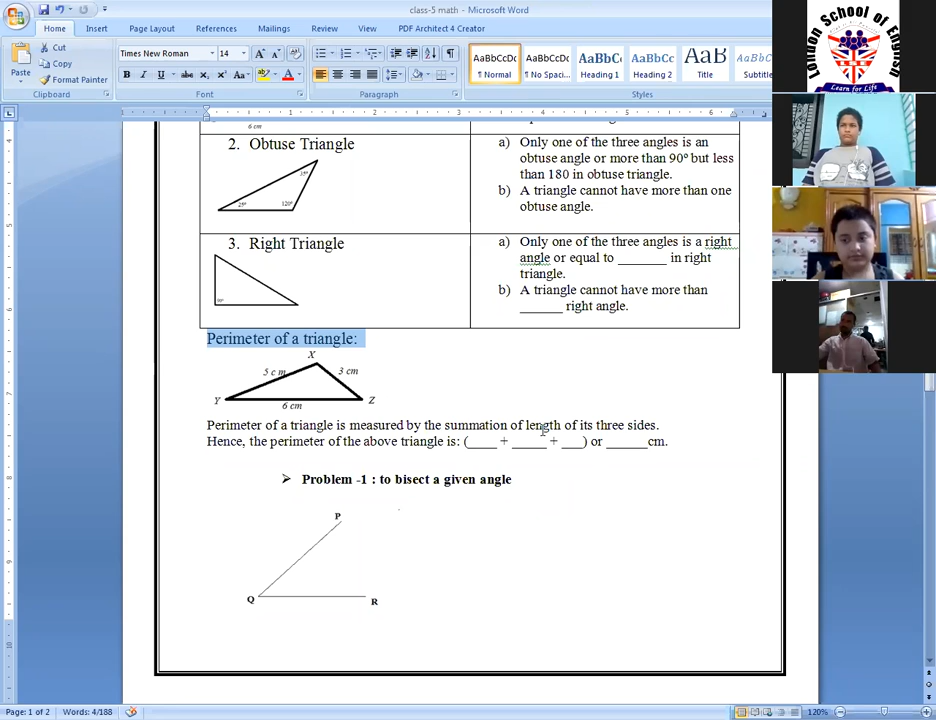 class-5 math - Microsoft Word
Home Insert Page Layout References Mailings Review View PDF Architect 4 Creator
Cut
Copy
Format Painter
Paste
Times New Roman 14
AaBbCcDc AaBbCcDc AaBbC AaBbCc AaB AaBbCc
¶ Normal ¶ No Spaci... Heading 1 Heading 2 Title Subtitle
Clipboard Font Paragraph Styles
London School of English
Learn for Life
6 cm
2. Obtuse Triangle
35°
25° 120°
a) Only one of the three angles is an
obtuse angle or more than 90° but less
than 180 in obtuse triangle.
b) A triangle cannot have more than one
obtuse angle.
3. Right Triangle
90°
a) Only one of the three angles is a right
angle or equal to _______ in right
triangle.
b) A triangle cannot have more than
______ right angle.
Perimeter of a triangle:
X
5 c m 3 cm
Y Z
6 cm
Perimeter of a triangle is measured by the summation of length of its three sides.
Hence, the perimeter of the above triangle is: (____ + _____ + ___) or ______cm.
➢ Problem -1 : to bisect a given angle
P
Q R
Page: 1 of 2 Words: 4/188 120%